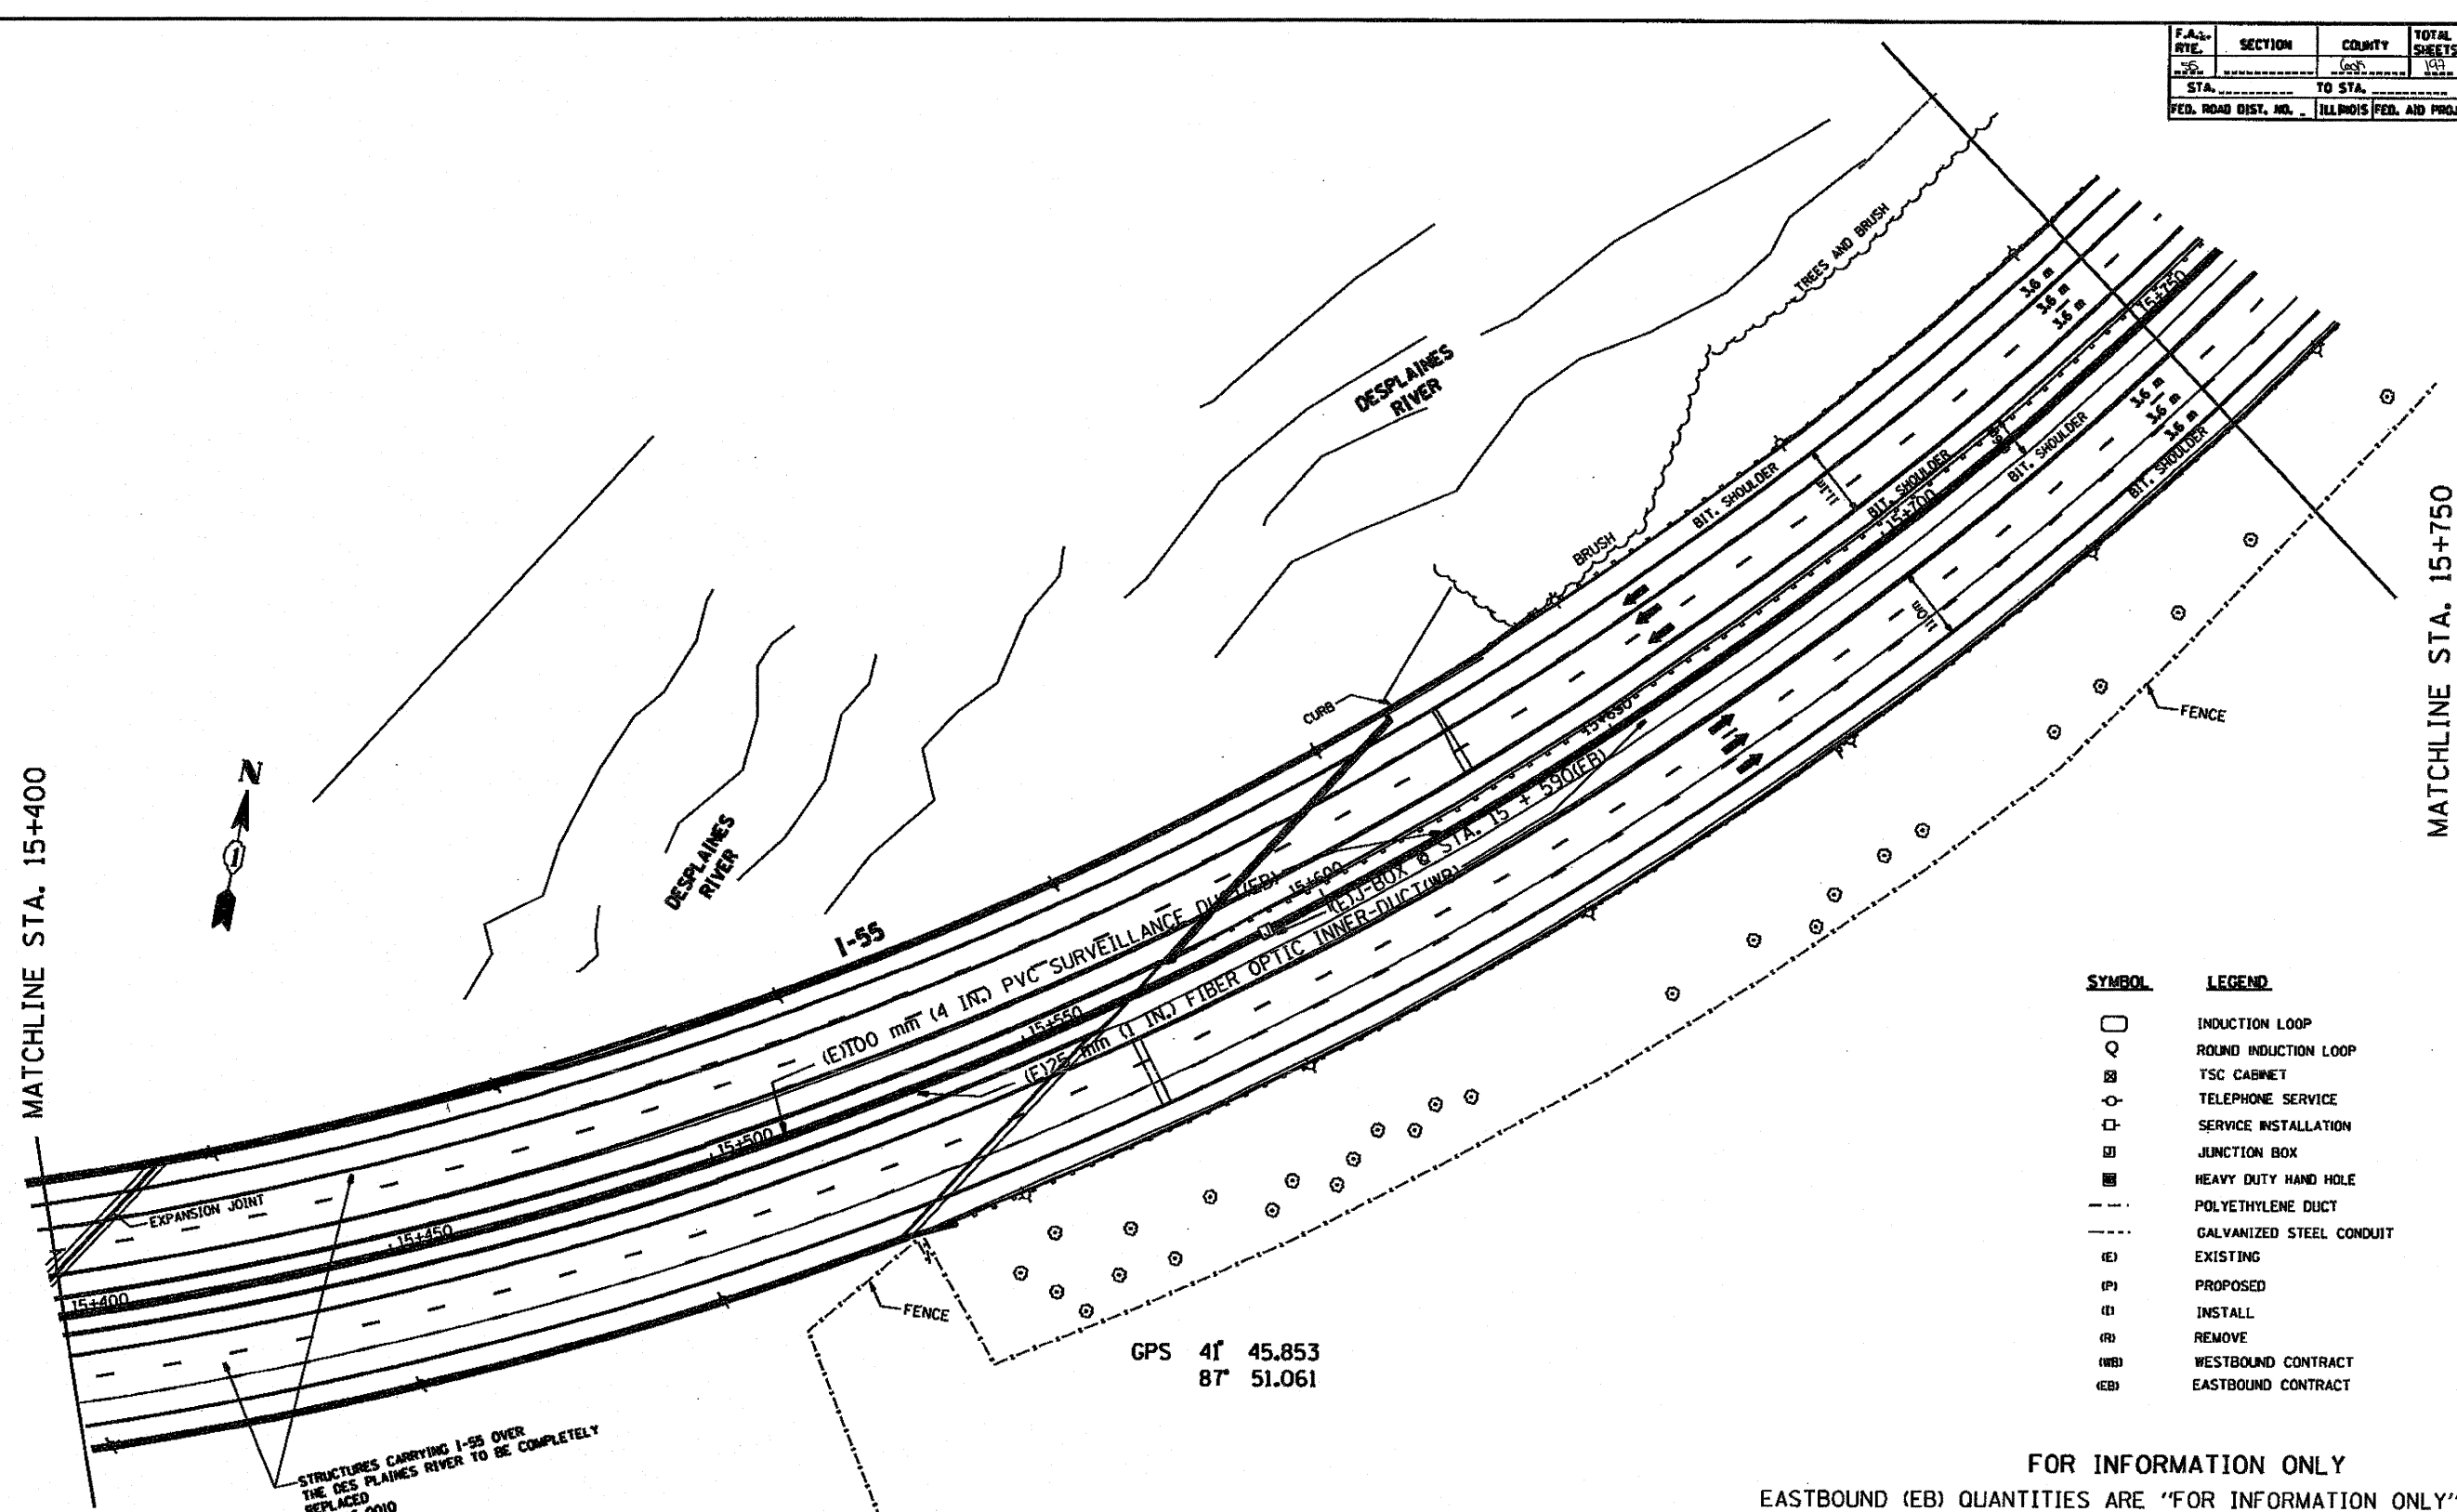 F.A.I. RTE.
SECTION
COUNTY
TOTAL SHEETS
55
Cook
197
STA.
TO STA.
FED. ROAD DIST. NO.
ILLINOIS
FED. AID PROJ
TREES AND BRUSH
3.6 m
3.6 m
3.6 m
15+750
DESPLAINES
RIVER
3.6 m
3.6 m
3.6 m
BIT. SHOULDER
BIT. SHOULDER
BIT. SHOULDER
BIT. SHOULDER
11.1m
15+700
BRUSH
11.0m
MATCHLINE STA. 15+750
FENCE
CURB
15+650
(E)J-BOX @ STA. 15 + 590(EB)
15+600
MATCHLINE STA. 15+400
N
1
DESPLAINES
RIVER
I-55
(E)100 mm (4 IN.) PVC SURVEILLANCE DUCT(EB)
15+550
(E)25 mm (1 IN.) FIBER OPTIC INNER-DUCT(WB)
15+500
EXPANSION JOINT
15+450
15+400
FENCE
GPS 41° 45.853
87° 51.061
STRUCTURES CARRYING I-55 OVER
THE DES PLAINES RIVER TO BE COMPLETELY
REPLACED
SYMBOL LEGEND
INDUCTION LOOP
ROUND INDUCTION LOOP
TSC CABINET
TELEPHONE SERVICE
SERVICE INSTALLATION
J JUNCTION BOX
HEAVY DUTY HAND HOLE
POLYETHYLENE DUCT
GALVANIZED STEEL CONDUIT
(E) EXISTING
(P) PROPOSED
(I) INSTALL
(R) REMOVE
(WB) WESTBOUND CONTRACT
(EB) EASTBOUND CONTRACT
FOR INFORMATION ONLY
EASTBOUND (EB) QUANTITIES ARE "FOR INFORMATION ONLY"